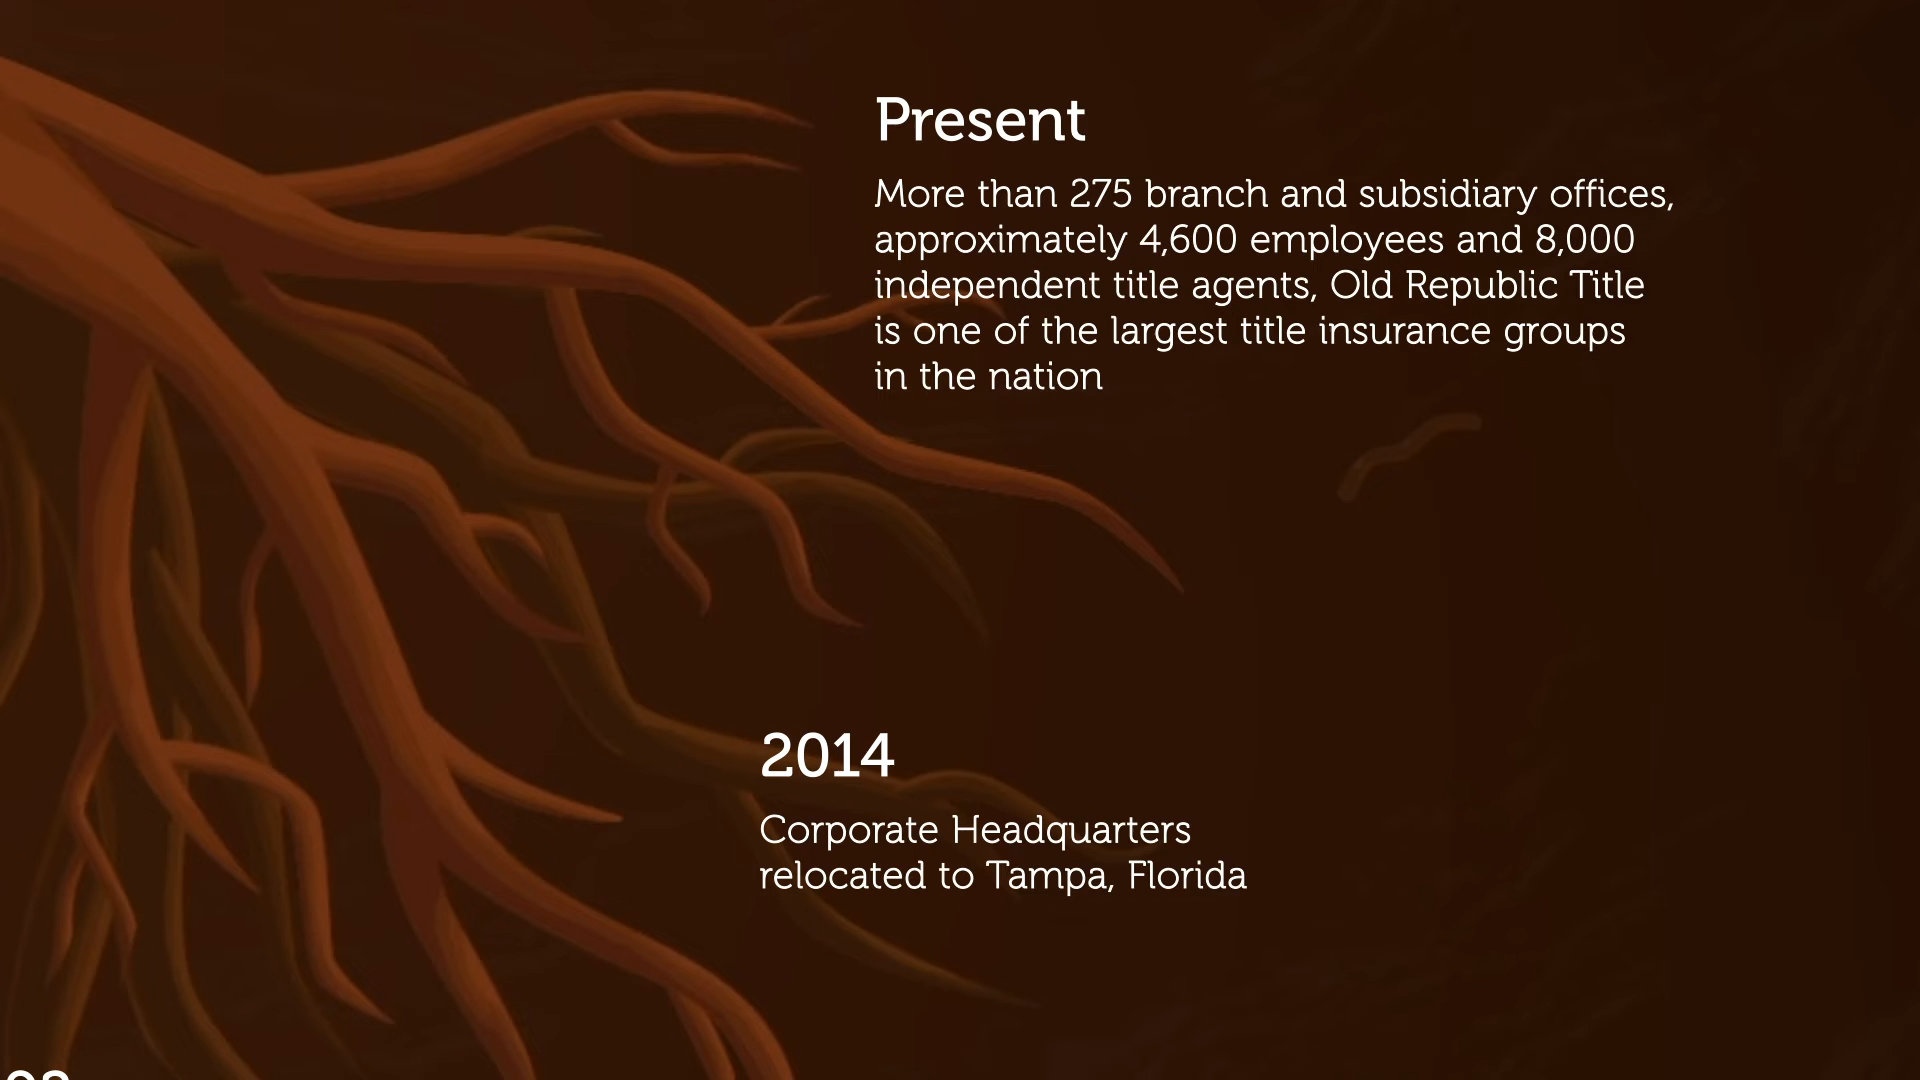 Present
More than 275 branch and subsidiary offices,
approximately 4,600 employees and 8,000
independent title agents, Old Republic Title
is one of the largest title insurance groups
in the nation
2014
Corporate Headquarters
relocated to Tampa, Florida